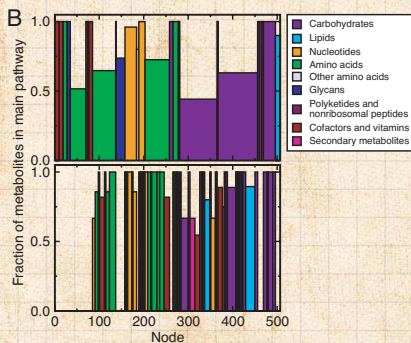 B
Fraction of metabolites in main pathway
1.0
0.5
0.0
1.0
0.5
0.0
0 100 200 300 400 500
Node
Carbohydrates
Lipids
Nucleotides
Amino acids
Other amino acids
Glycans
Polyketides and
nonribosomal peptides
Cofactors and vitamins
Secondary metabolites